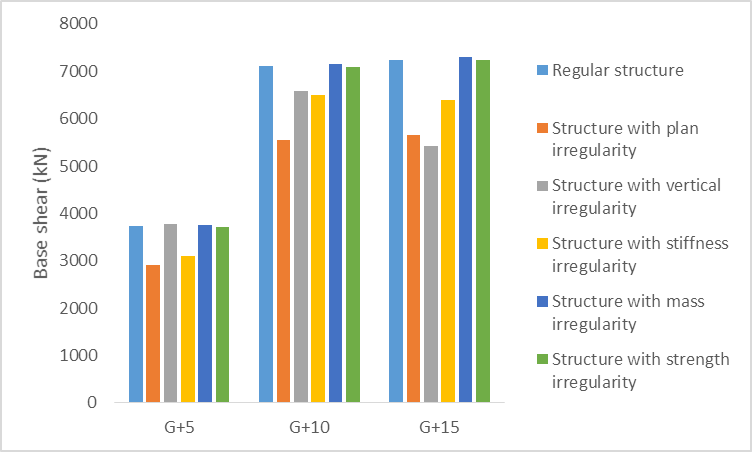 8000
7000
6000
5000
4000
3000
2000
1000
0
Base shear (kN)
G+5
G+10
G+15
Regular structure
Structure with plan
irregularity
Structure with vertical
irregularity
Structure with stiffness
irregularity
Structure with mass
irregularity
Structure with strength
irregularity